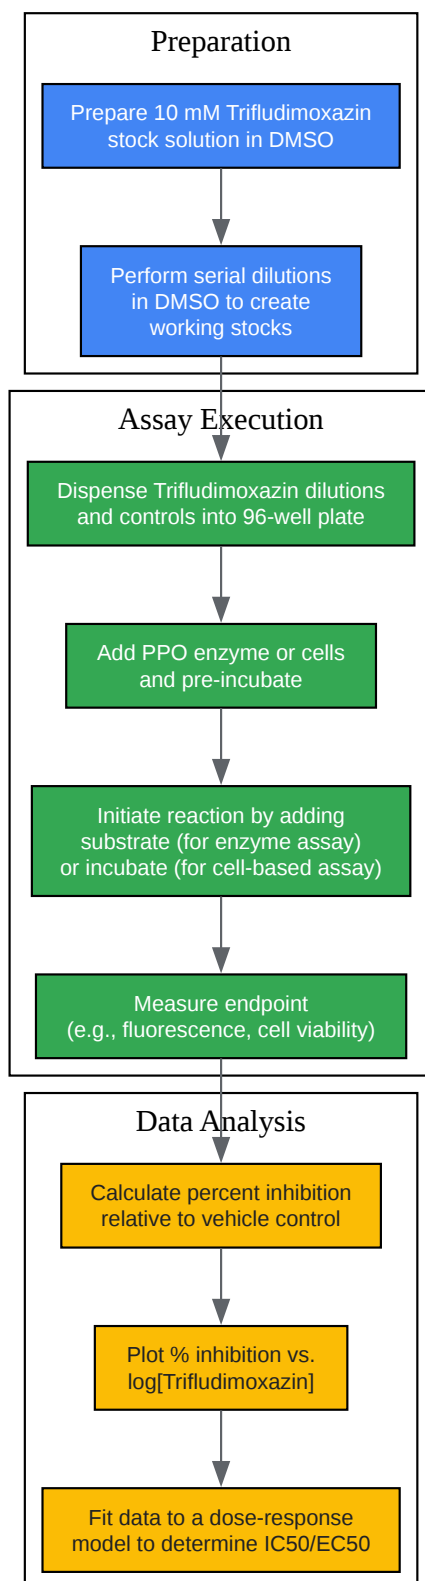 Preparation
Prepare 10 mM Trifludimoxazin
stock solution in DMSO
Perform serial dilutions
in DMSO to create
working stocks
Assay Execution
Dispense Trifludimoxazin dilutions
and controls into 96-well plate
Add PPO enzyme or cells
and pre-incubate
Initiate reaction by adding
substrate (for enzyme assay)
or incubate (for cell-based assay)
Measure endpoint
(e.g., fluorescence, cell viability)
Data Analysis
Calculate percent inhibition
relative to vehicle control
Plot % inhibition vs.
log[Trifludimoxazin]
Fit data to a dose-response
model to determine IC50/EC50